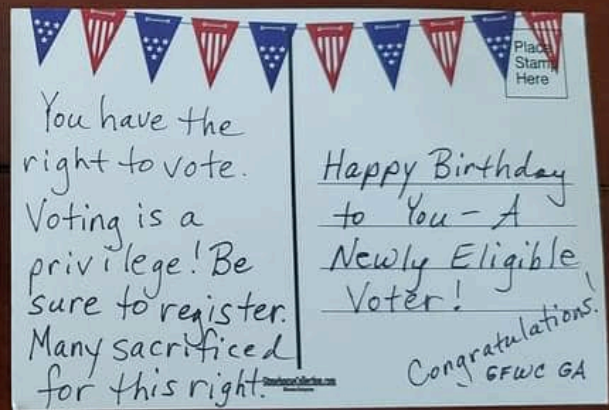 Place
Stamp
Here
You have the
right to vote.
Voting is a
privilege! Be
sure to register.
Many sacrificed
for this right.
Happy Birthday
to You - A
Newly Eligible
Voter!
Congratulations!
GFWC GA